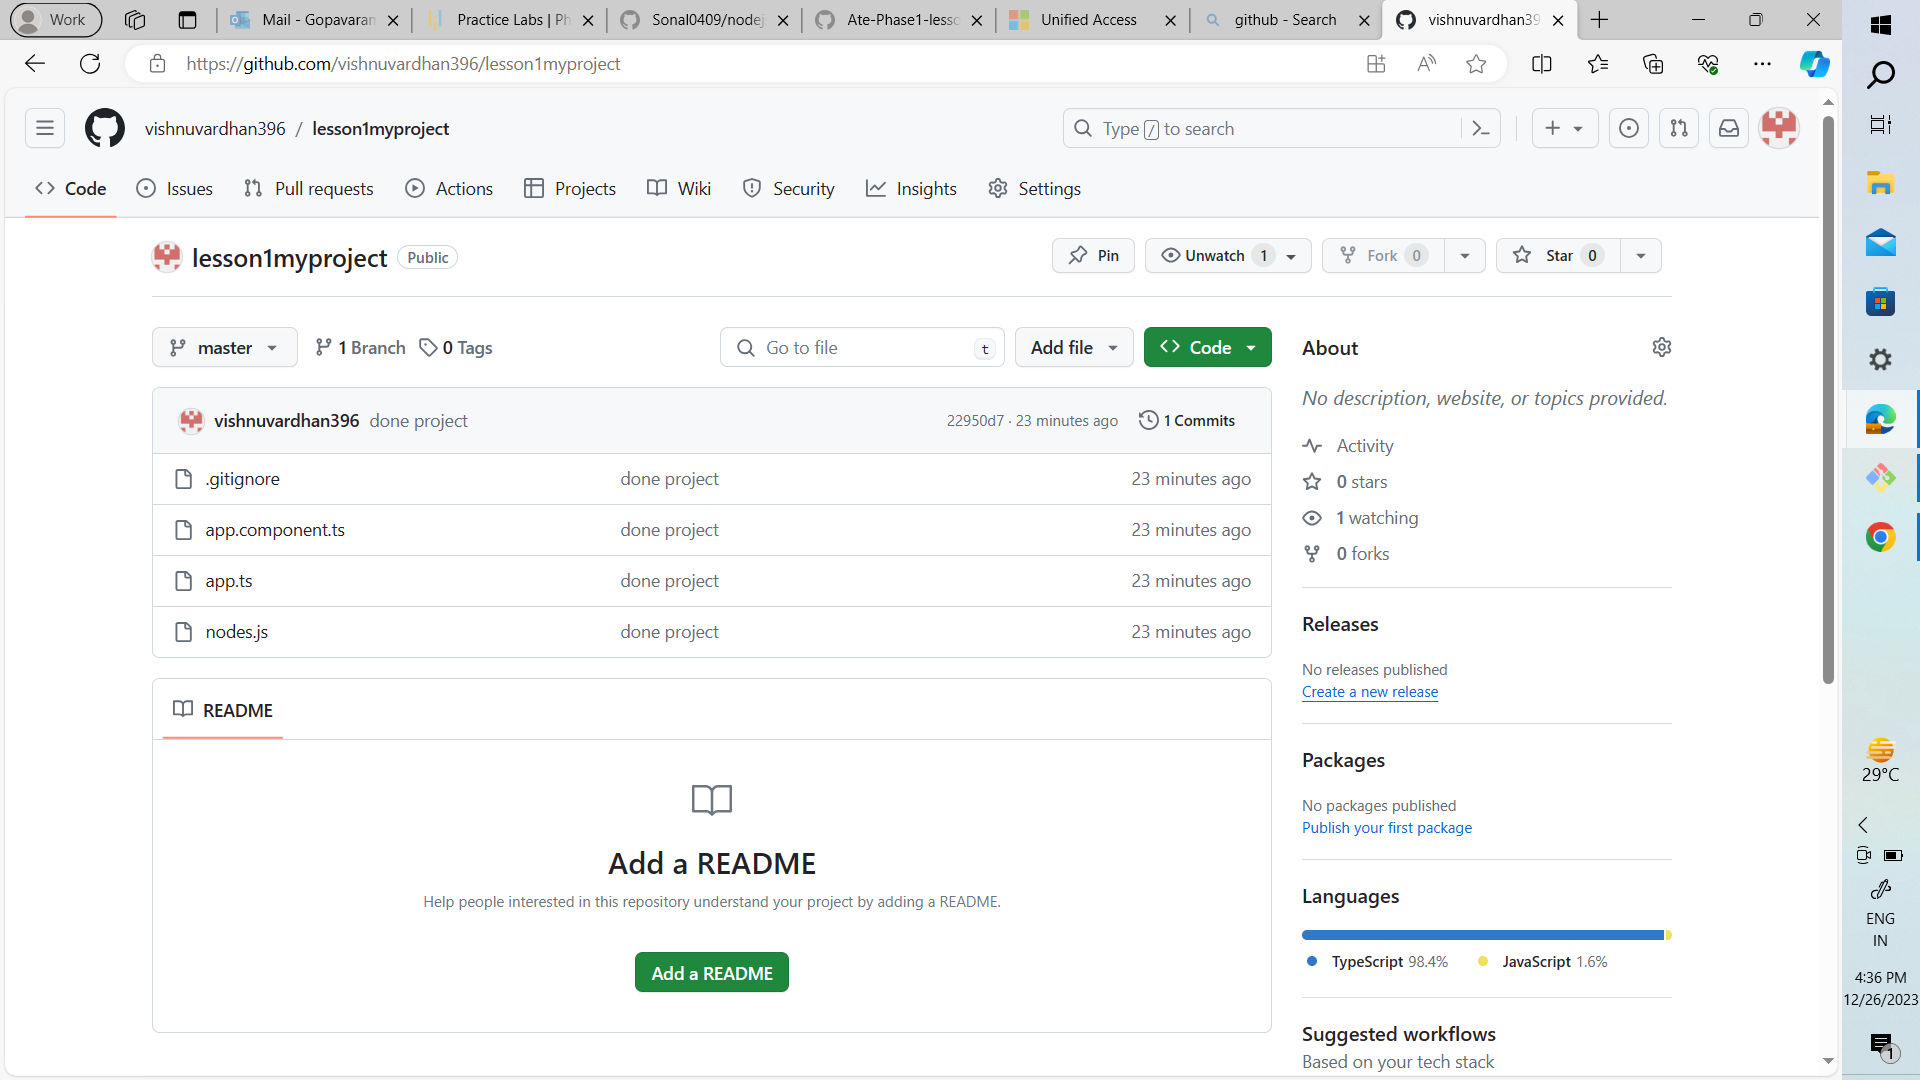 Work
Mail - Gopavaran
Practice Labs | Ph
Sonal0409/nodej
Ate-Phase1-lesso
Unified Access
github - Search
vishnuvardhan39
https://github.com/vishnuvardhan396/lesson1myproject
vishnuvardhan396 / lesson1myproject
Type / to search
Code
Issues
Pull requests
Actions
Projects
Wiki
Security
Insights
Settings
lesson1myproject Public
Pin
Unwatch 1
Fork 0
Star 0
master
1 Branch
0 Tags
Go to file t
Add file
Code
vishnuvardhan396 done project 22950d7 · 23 minutes ago 1 Commits
.gitignore done project 23 minutes ago
app.component.ts done project 23 minutes ago
app.ts done project 23 minutes ago
nodes.js done project 23 minutes ago
README
Add a README
Help people interested in this repository understand your project by adding a README.
Add a README
About
No description, website, or topics provided.
Activity
0 stars
1 watching
0 forks
Releases
No releases published
Create a new release
Packages
No packages published
Publish your first package
Languages
TypeScript 98.4% JavaScript 1.6%
Suggested workflows
Based on your tech stack
29°C
ENG
IN
4:36 PM
12/26/2023
1